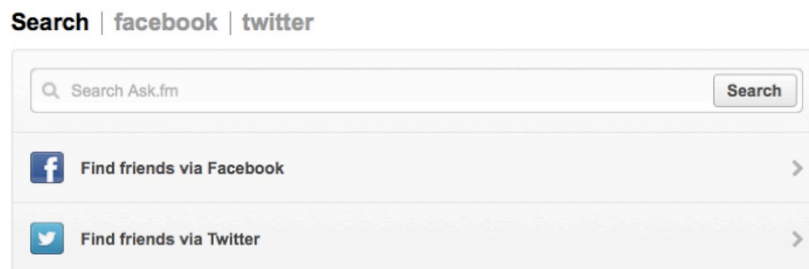 Search | facebook | twitter
Search Ask.fm Search
Find friends via Facebook
Find friends via Twitter